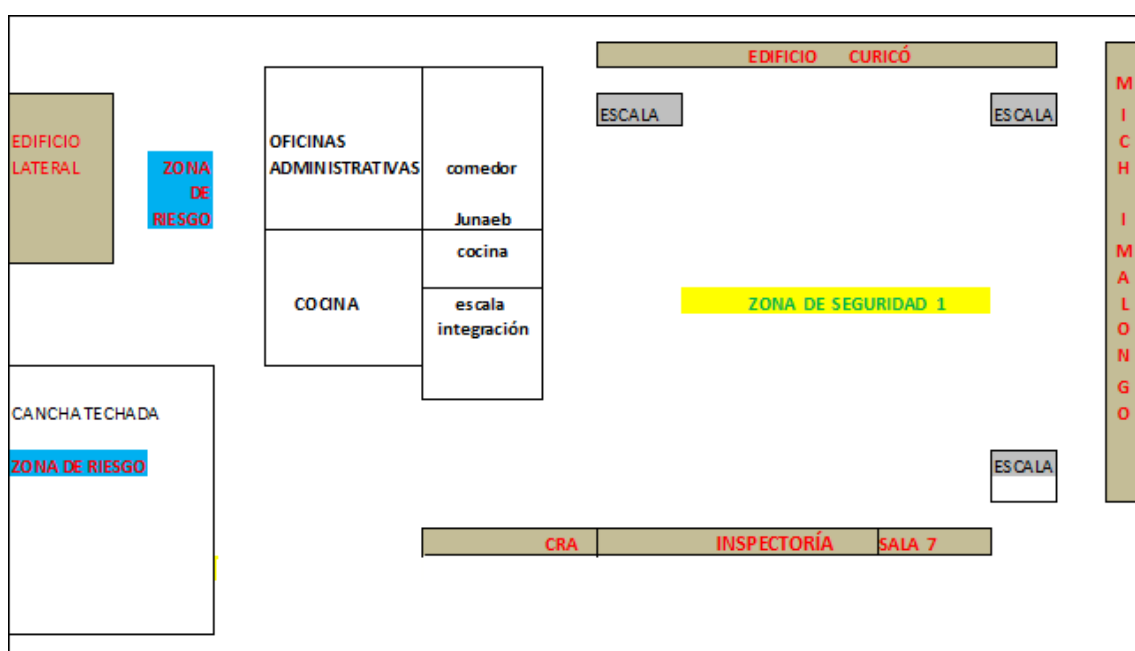 EDIFICIO CURICÓ
ESCALA
ESCALA
EDIFICIO
LATERAL
ZONA
DE
RIESGO
OFICINAS
ADMINISTRATIVAS
comedor
Junaeb
cocina
COCINA
escala
integración
ZONA DE SEGURIDAD 1
M
I
C
H
I
M
A
L
O
N
G
O
CANCHA TECHADA
ZONA DE RIESGO
ESCALA
CRA
INSPECTORÍA
SALA 7